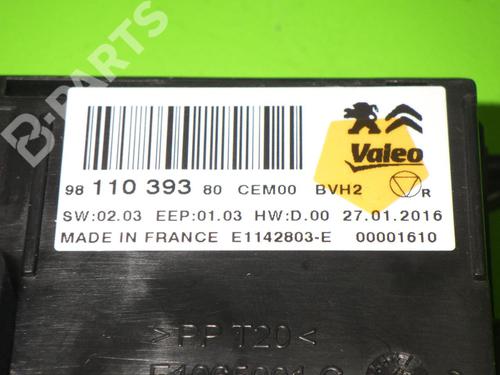 B-PARTS
Valeo
98 110 393 80 CEM00 BVH2
R
SW:02.03 EEP:01.03 HW:D.00 27.01.2016
MADE IN FRANCE E1142803-E 00001610
>PP T20<